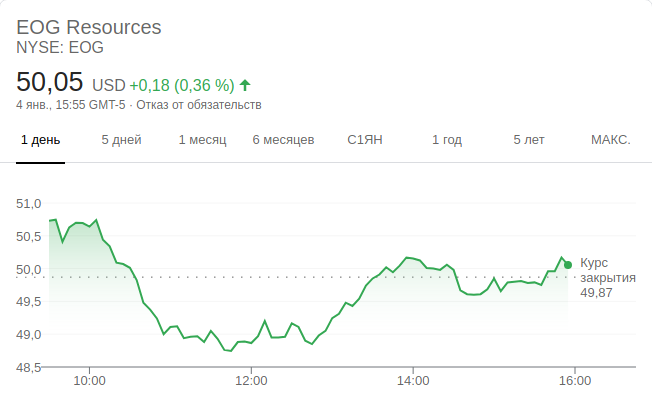 EOG Resources
NYSE: EOG
50,05 USD +0,18 (0,36 %)
4 янв., 15:55 GMT-5 · Отказ от обязательств
1 день 5 дней 1 месяц 6 месяцев С1ЯН 1 год 5 лет МАКС.
51,0
50,5
50,0
49,5
49,0
48,5
Курс
закрытия
49,87
10:00 12:00 14:00 16:00